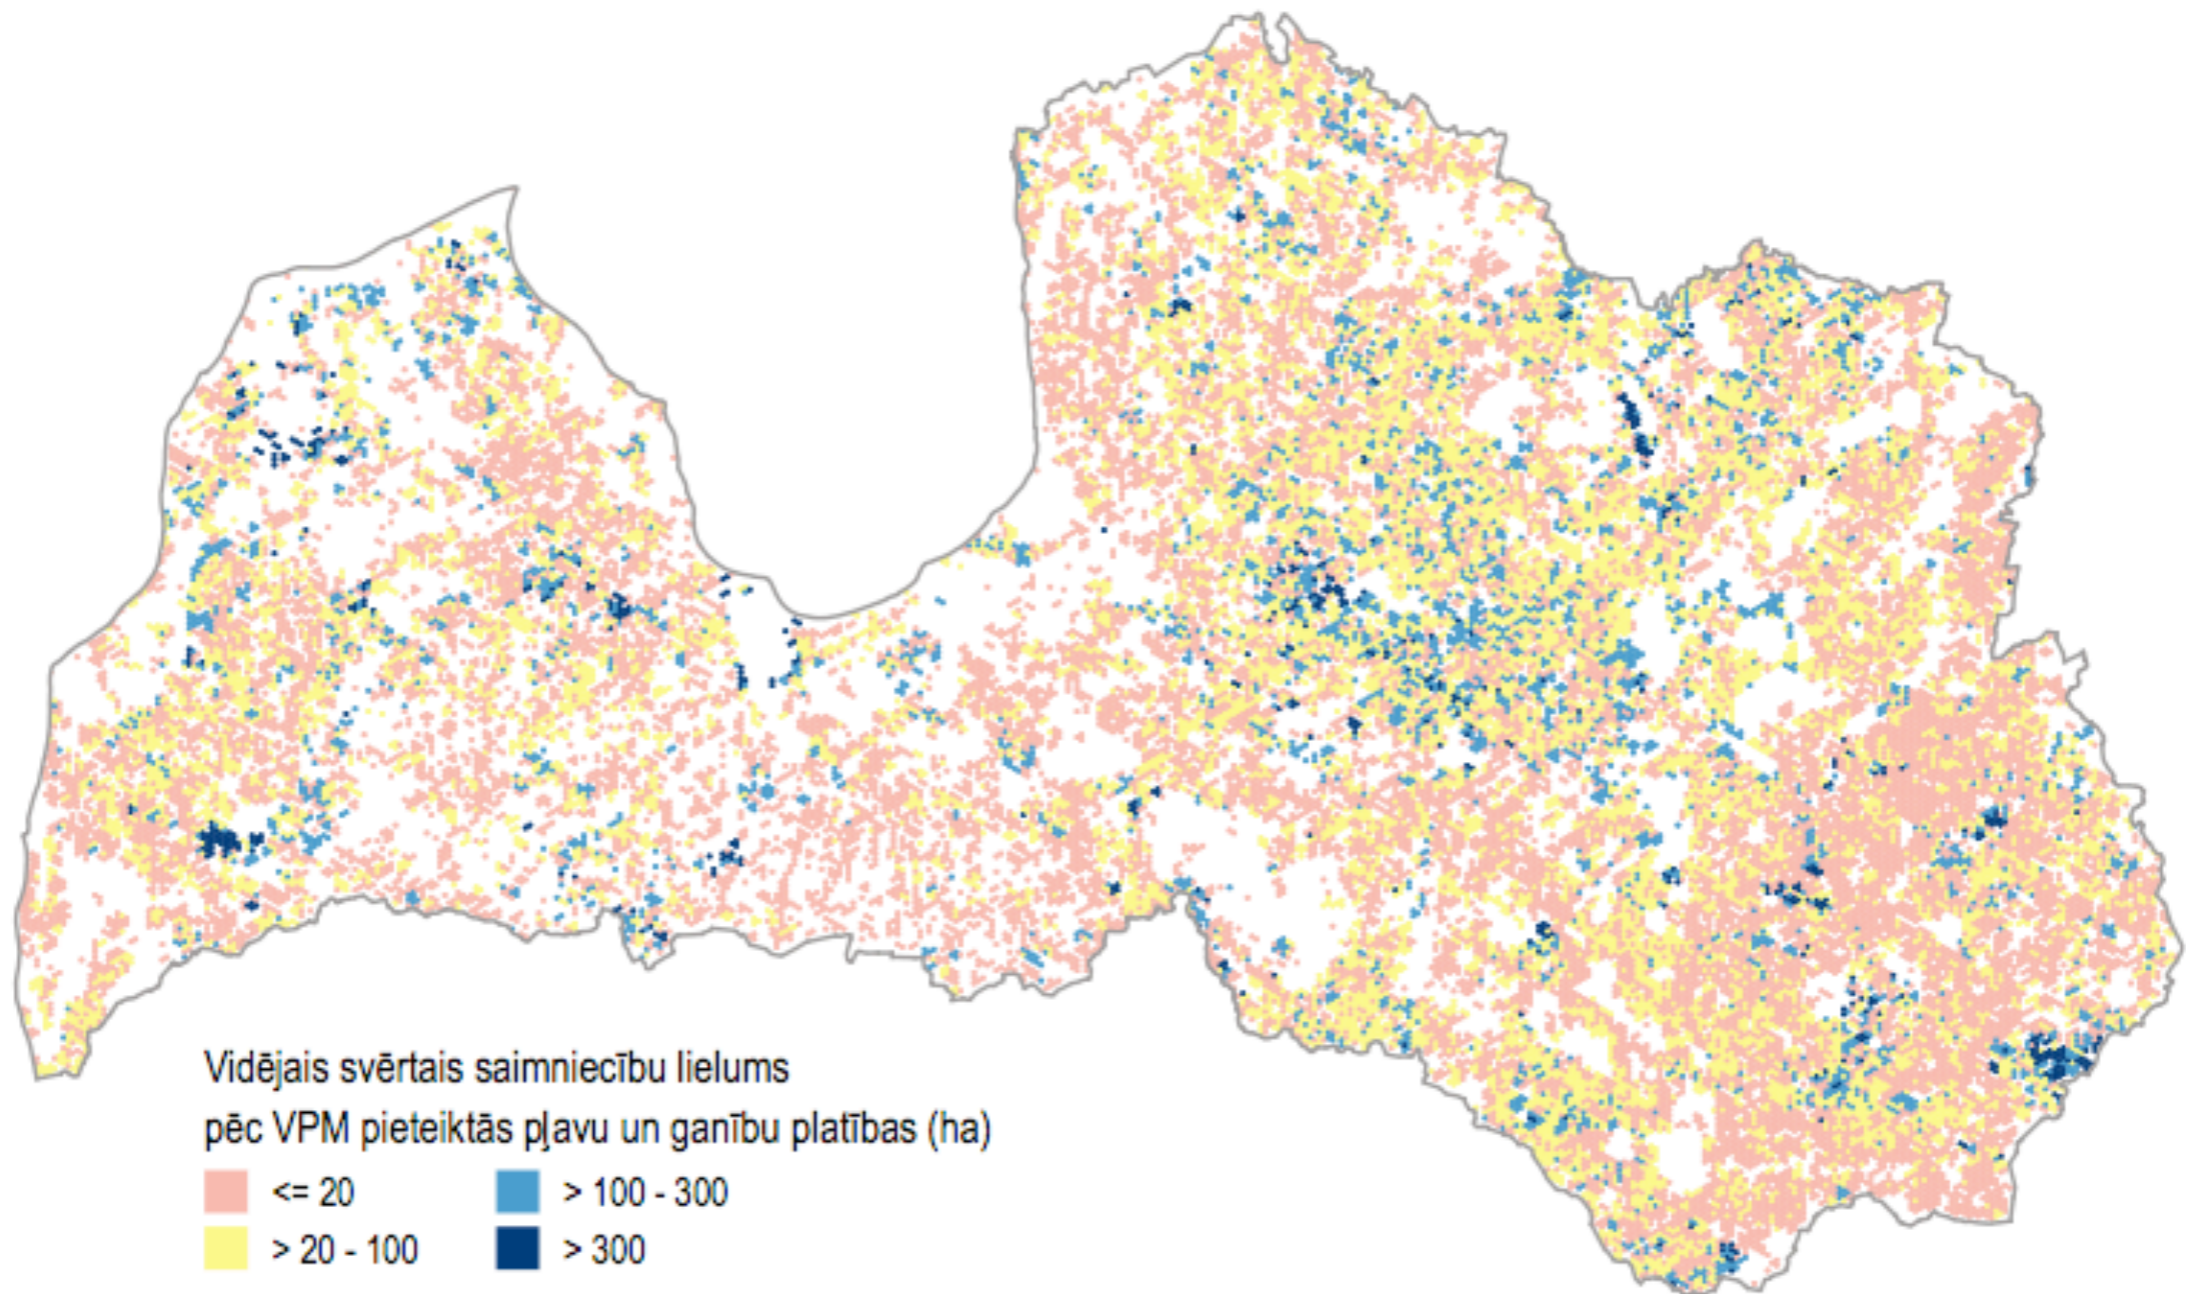 Vidējais svērtais saimniecību lielums
pēc VPM pieteiktās pļavu un ganību platības (ha)
<= 20
> 100 - 300
> 20 - 100
> 300